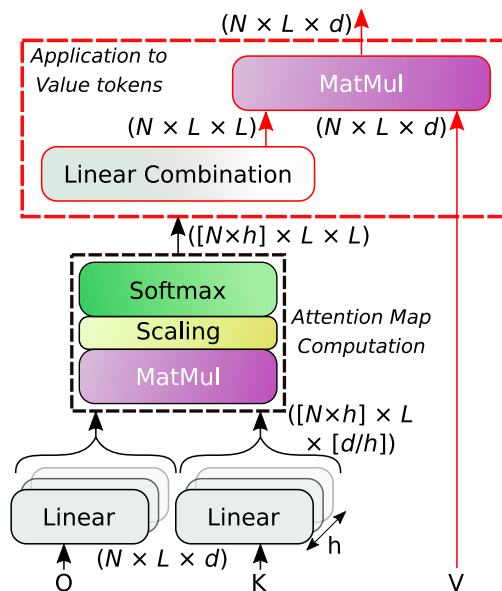 (N × L × d)
Application to
Value tokens
MatMul
(N × L × L)
(N × L × d)
Linear Combination
([N×h] × L × L)
Softmax
Scaling
MatMul
Attention Map
Computation
([N×h] × L
× [d/h])
Linear
Linear
h
(N × L × d)
Q
K
V